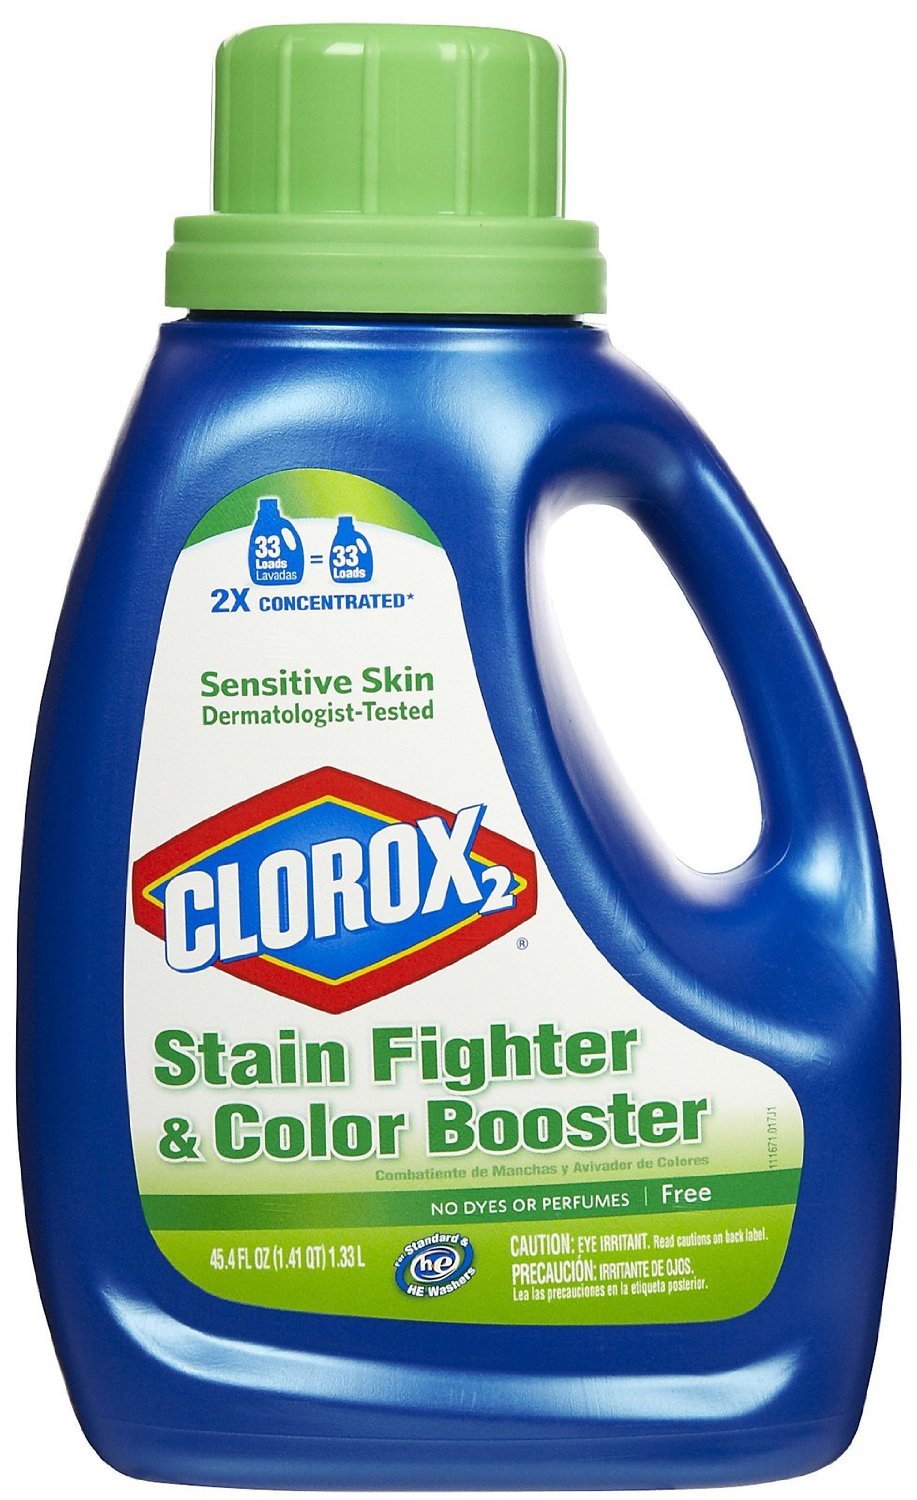 33
Loads
Lavadas
=
33
Loads
2X CONCENTRATED*
Sensitive Skin
Dermatologist-Tested
CLOROX2
®
Stain Fighter
& Color Booster
Combatiente de Manchas y Avivador de Colores
111671.017J1
NO DYES OR PERFUMES | Free
45.4 FL OZ (1.41 QT) 1.33 L
For Standard &
he
HE Washers
CAUTION: EYE IRRITANT. Read cautions on back label.
PRECAUCIÓN: IRRITANTE DE OJOS.
Lea las precauciones en la etiqueta posterior.